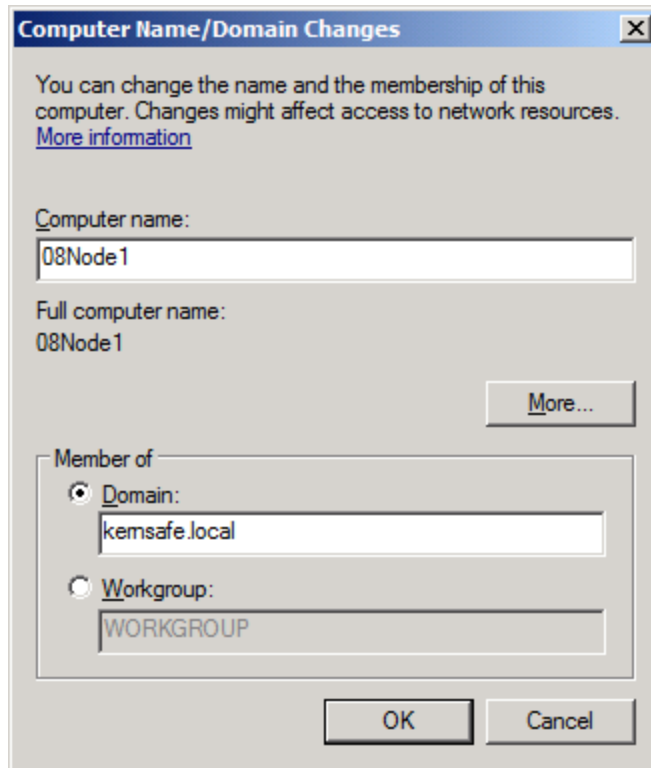 Computer Name/Domain Changes
You can change the name and the membership of this
computer. Changes might affect access to network resources.
More information
Computer name:
08Node1
Full computer name:
08Node1
More...
Member of
Domain:
kernsafe.local
Workgroup:
WORKGROUP
OK
Cancel